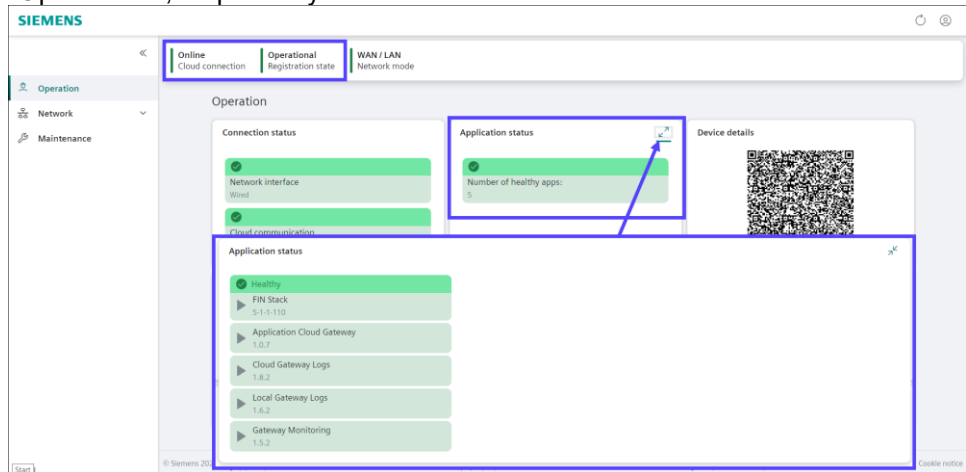 SIEMENS
Online
Cloud connection
Operational
Registration state
WAN / LAN
Network mode
Operation
Network
Maintenance
Operation
Connection status
Network interface
Wired
Cloud communication
Application status
Number of healthy apps:
5
Device details
Application status
Healthy
FIN Stack
5-1-1-110
Application Cloud Gateway
1.0.7
Cloud Gateway Logs
1.8.2
Local Gateway Logs
1.6.2
Gateway Monitoring
1.5.2
Start
© Siemens
Cookie notice